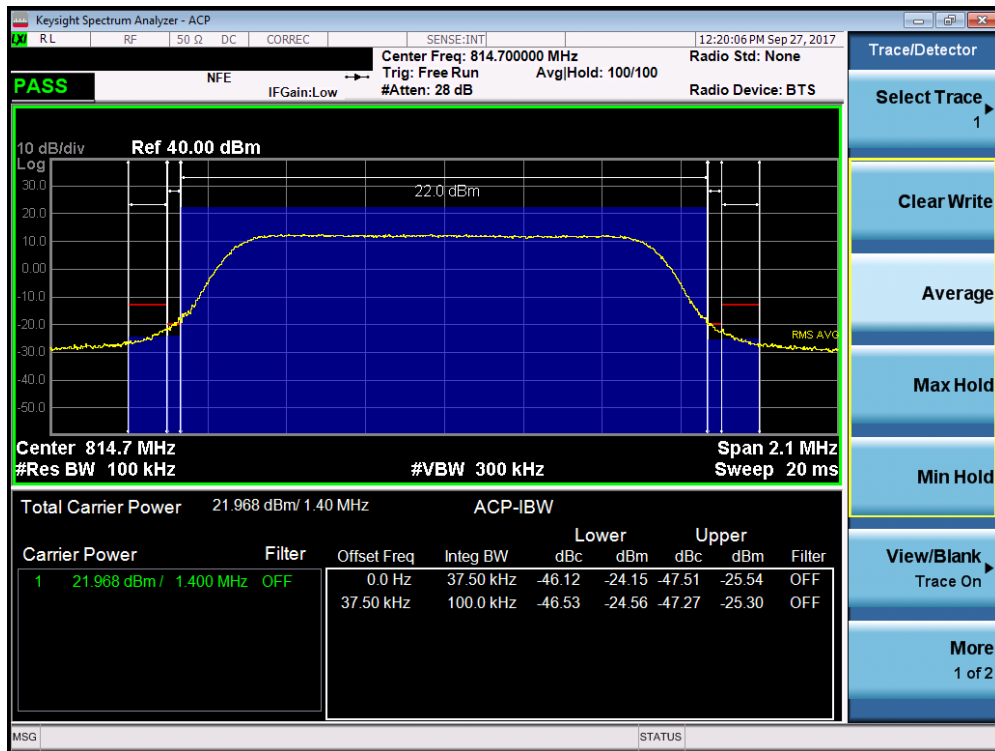 Keysight Spectrum Analyzer - ACP
LXI RL RF 50 Ω DC CORREC SENSE:INT 12:20:06 PM Sep 27, 2017
Center Freq: 814.700000 MHz Radio Std: None
PASS NFE Trig: Free Run Avg|Hold: 100/100
IFGain:Low #Atten: 28 dB Radio Device: BTS
10 dB/div Ref 40.00 dBm
Log
30.0
22.0 dBm
20.0
10.0
0.00
-10.0
-20.0
RMS AVG
-30.0
-40.0
-50.0
Center 814.7 MHz Span 2.1 MHz
#Res BW 100 kHz #VBW 300 kHz Sweep 20 ms
Total Carrier Power 21.968 dBm/ 1.40 MHz ACP-IBW
Lower Upper
Carrier Power Filter Offset Freq Integ BW dBc dBm dBc dBm Filter
1 21.968 dBm / 1.400 MHz OFF 0.0 Hz 37.50 kHz -46.12 -24.15 -47.51 -25.54 OFF
37.50 kHz 100.0 kHz -46.53 -24.56 -47.27 -25.30 OFF
MSG STATUS
Trace/Detector
Select Trace
1
Clear Write
Average
Max Hold
Min Hold
View/Blank
Trace On
More
1 of 2